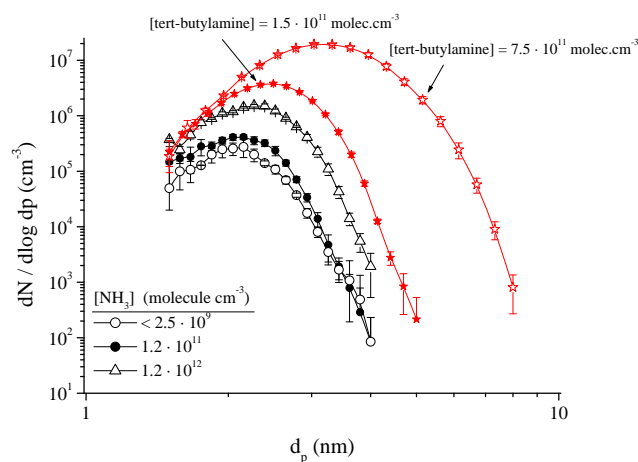 [tert-butylamine] = 1.5 · 10¹¹ molec.cm⁻³
[tert-butylamine] = 7.5 · 10¹¹ molec.cm⁻³
10⁷
10⁶
10⁵
10⁴
10³
10²
10¹
dN / dlog dp (cm⁻³)
[NH₃] (molecule cm⁻³)
< 2.5 · 10⁹
1.2 · 10¹¹
1.2 · 10¹²
1
10
dₚ (nm)